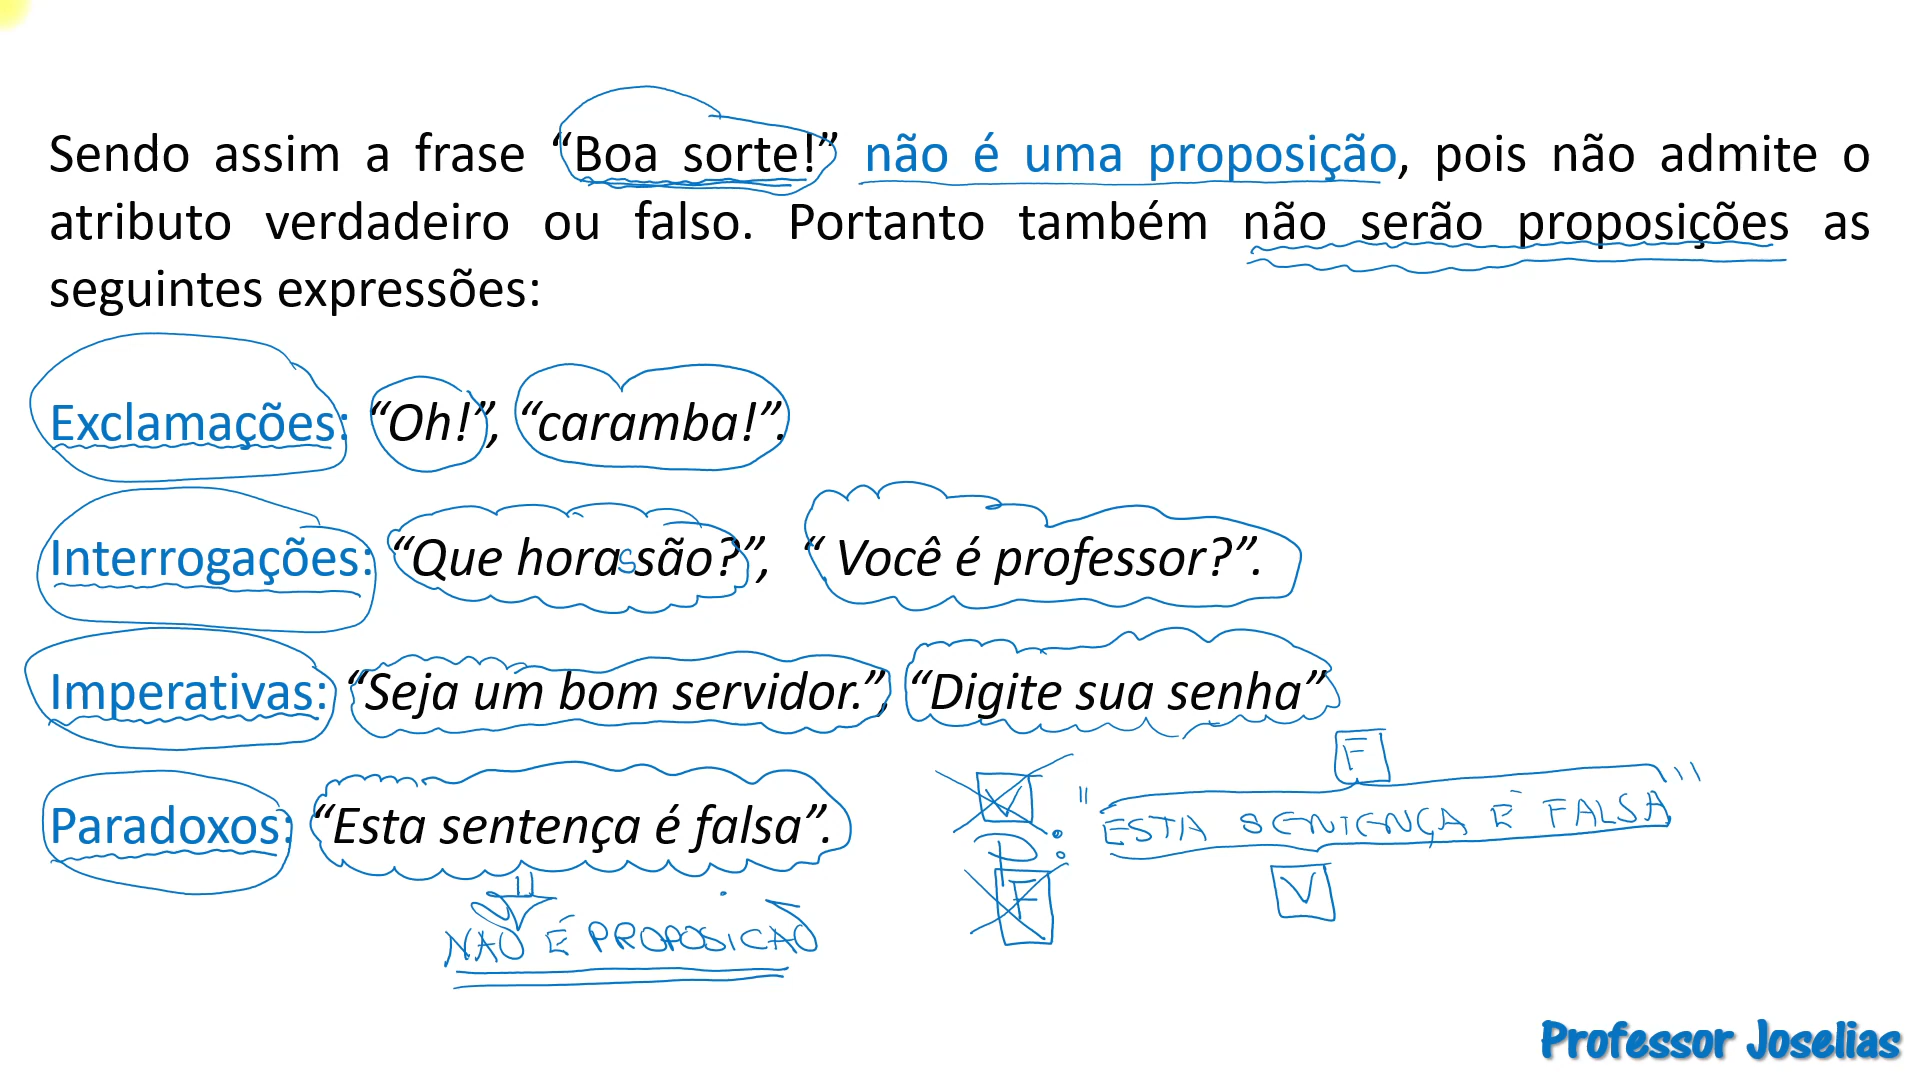 Sendo assim a frase “Boa sorte!” não é uma proposição, pois não admite o
atributo verdadeiro ou falso. Portanto também não serão proposições as
seguintes expressões:
Exclamações: “Oh!”, “caramba!”.
Interrogações: “Que horas são?”, “ Você é professor?”.
Imperativas: “Seja um bom servidor.”, “Digite sua senha”
F
Paradoxos: “Esta sentença é falsa”.
V
P: " ESTA SENTENÇA É FALSA "
F
V
NÃO É PROPOSICÃO
Professor Joselias